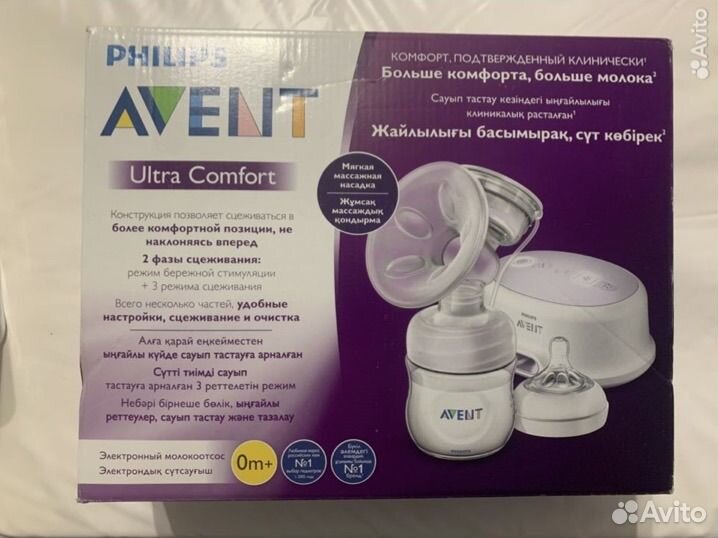 PHILIPS
AVENT
Ultra Comfort
Конструкция позволяет сцеживаться в
более комфортной позиции, не
наклоняясь вперед
2 фазы сцеживания:
режим бережной стимуляции
+ 3 режима сцеживания
Всего несколько частей, удобные
настройки, сцеживание и очистка
Алға қарай еңкеймеcтен
ыңғайлы күйде сауып тастауға арналған
Сүтті тиімді сауып
тастауға арналған 3 реттелетін режим
Небәрі бірнеше бөлік, ыңғайлы
реттеулер, сауып тастау және тазалау
Электронный молокоотсос
Электрондық сүтсауғыш
0m+
№1
№1
КОМФОРТ, ПОДТВЕРЖДЕННЫЙ КЛИНИЧЕСКИ¹
Больше комфорта, больше молока²
Сауып тастау кезіндегі ыңғайлылығы
клиникалық расталған¹
Жайлылығы басымырақ, сүт көбірек²
Мягкая
массажная
насадка
Жұмсақ
массаждық
қондырма
PHILIPS
AVENT
AVENT
PHILIPS
Avito
Avito